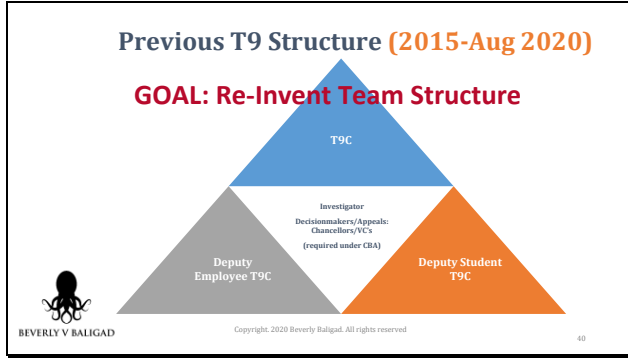 Previous T9 Structure (2015-Aug 2020)
GOAL: Re-Invent Team Structure
T9C
Investigator
Decisionmakers/Appeals:
Chancellors/VC's
(required under CBA)
Deputy
Employee T9C
Deputy Student
T9C
BEVERLY V BALIGAD
Copyright. 2020 Beverly Baligad. All rights reserved
40